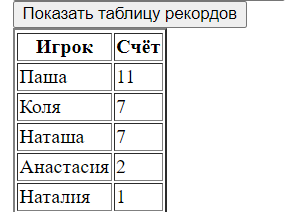 Показать таблицу рекордов
Игрок Счёт
Паша 11
Коля 7
Наташа 7
Анастасия 2
Наталия 1